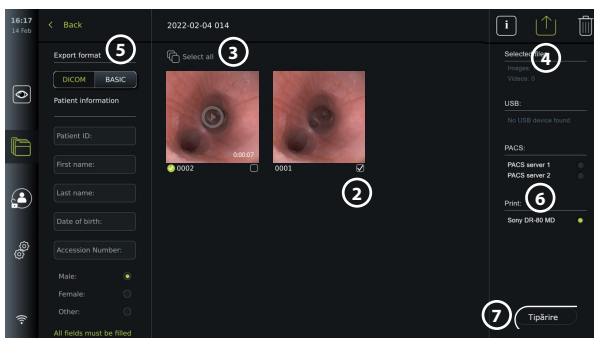 16:17
14 Feb
Back
2022-02-04 014
i
Export format
5
DICOM
BASIC
Patient information
Patient ID:
First name:
Last name:
Date of birth:
Accession Number:
Male:
Female:
Other:
All fields must be filled
Select all
3
0:00:07
0002
0001
2
Selected files:
4
Images:
Videos: 0
USB:
No USB device found
PACS:
PACS server 1
PACS server 2
6
Print:
Sony DR-80 MD
7
Tipărire